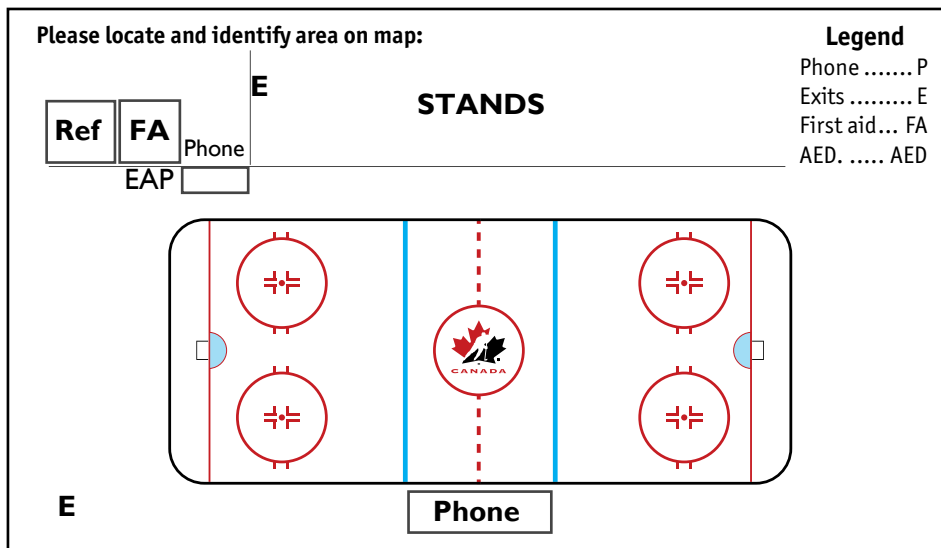 Please locate and identify area on map:
Legend
Phone ....... P
Exits ......... E
First aid... FA
AED. ..... AED
E
STANDS
Ref
FA
Phone
EAP
CANADA
E
Phone